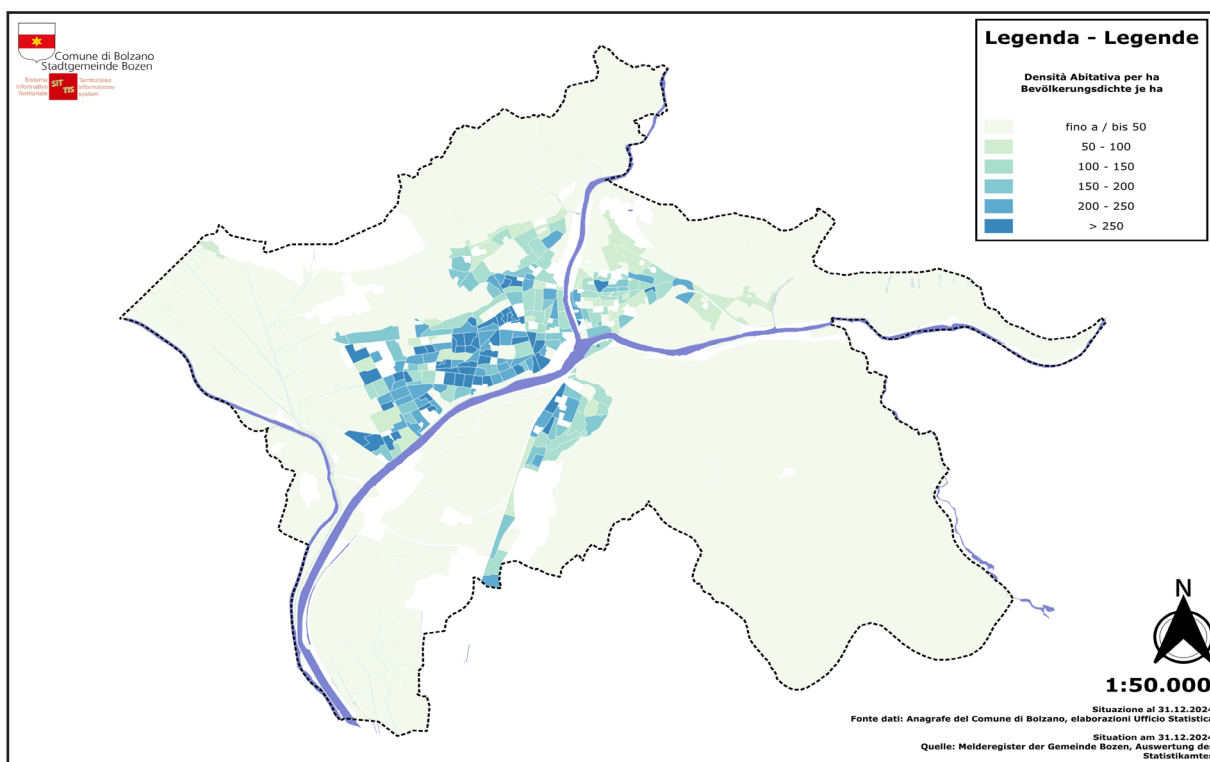 Comune di Bolzano
Stadtgemeinde Bozen
Sistema
Informativo
Territoriale
SIT
TIS
Territoriales
Informations-
system
Legenda - Legende
Densità Abitativa per ha
Bevölkerungsdichte je ha
fino a / bis 50
50 - 100
100 - 150
150 - 200
200 - 250
> 250
N
1:50.000
Situazione al 31.12.2024
Fonte dati: Anagrafe del Comune di Bolzano, elaborazioni Ufficio Statistica
Situation am 31.12.2024
Quelle: Melderegister der Gemeinde Bozen, Auswertung de
Statistikamte